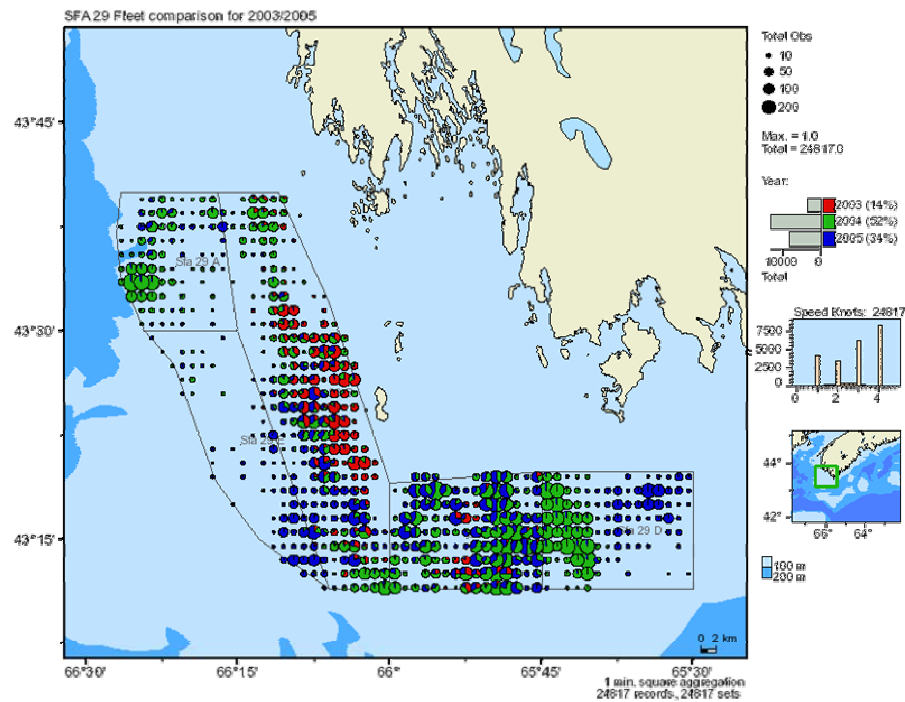 SFA 29 Fleet comparison for 2003/2005
Total Obs
10
50
100
200
Max. = 1.0
Total = 24817.0
Year:
2003 (14%)
2004 (52%)
2005 (34%)
10000 0
Total
Speed Knots: 24817
7500
5000
2500
0
0 2 4
44°
42°
66° 64°
100 m
200 m
43°45'
43°30'
43°15'
Sfa 29 A
Sfa 29 E
29 D
0 2 km
66°30' 66°15' 66° 65°45' 65°30'
1 min. square aggregation
24817 records, 24817 sets